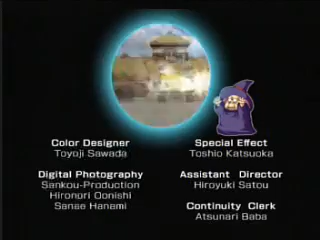 Color Designer
Toyoji Sawada
Digital Photography
Sankou-Production
Hironori Oonishi
Sanae Hanami
Special Effect
Toshio Katsuoka
Assistant Director
Hiroyuki Satou
Continuity Clerk
Atsunari Baba